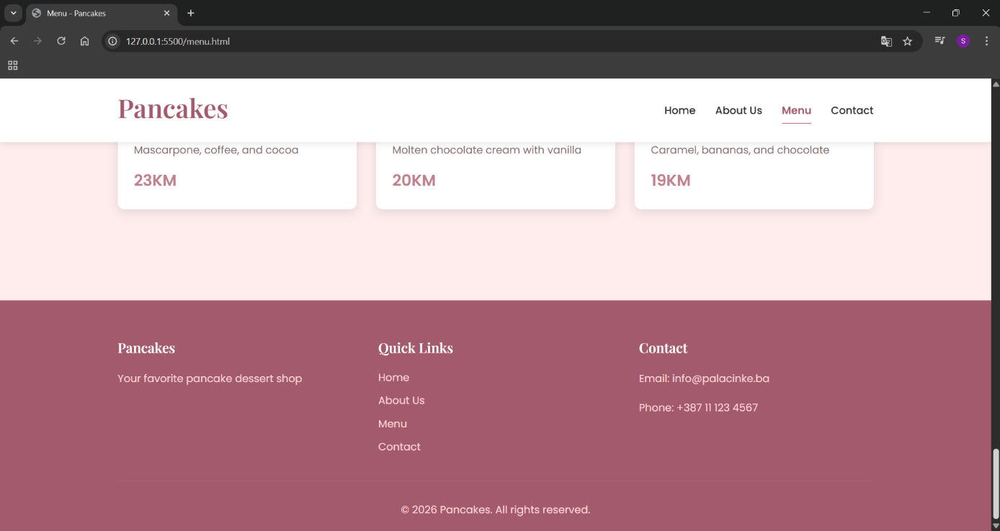 Menu - Pancakes
127.0.0.1:5500/menu.html
S
Pancakes
Home About Us Menu Contact
Mascarpone, coffee, and cocoa
23KM
Molten chocolate cream with vanilla
20KM
Caramel, bananas, and chocolate
19KM
Pancakes
Your favorite pancake dessert shop
Quick Links
Home
About Us
Menu
Contact
Contact
Email: info@palacinke.ba
Phone: +387 11 123 4567
© 2026 Pancakes. All rights reserved.